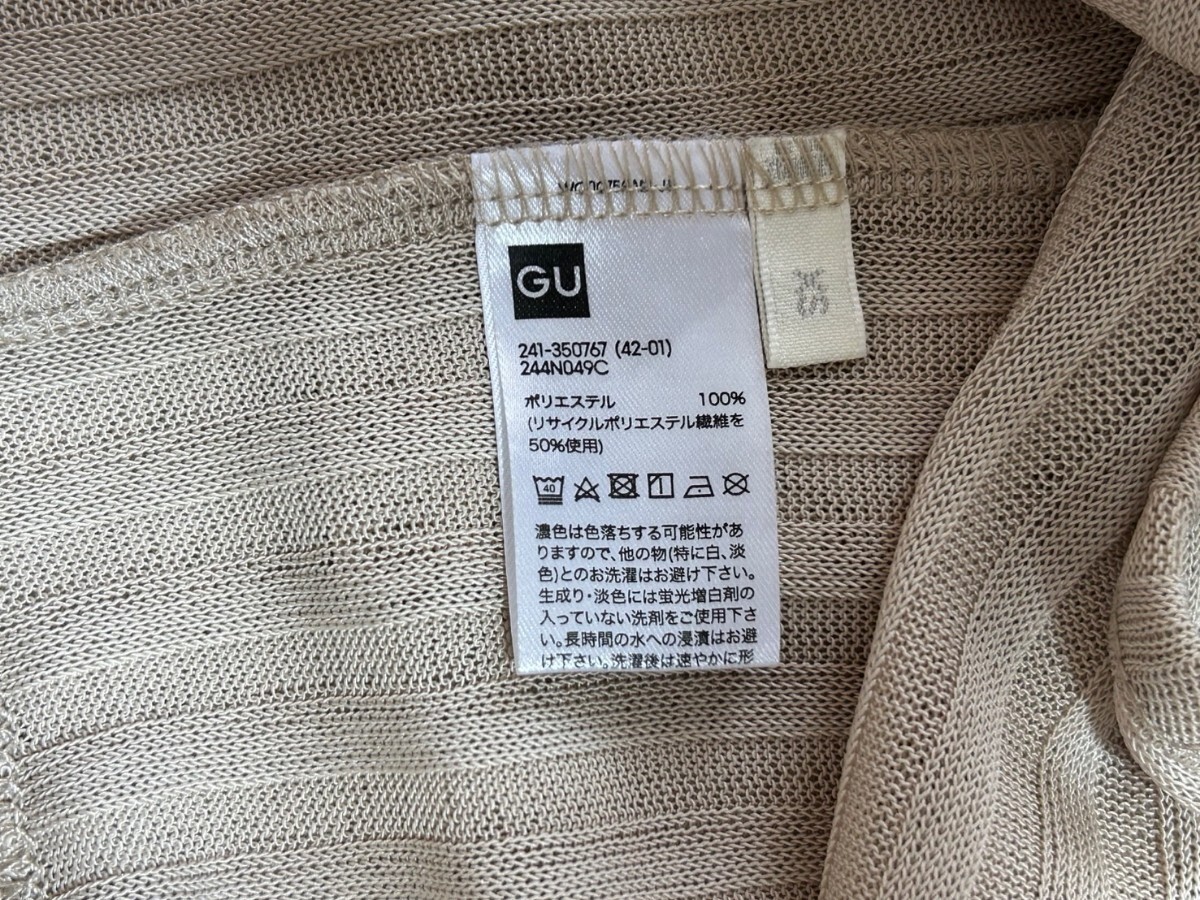 GU
241-350767 (42-01)
244N049C
ポリエステル 100%
(リサイクルポリエステル繊維を
50%使用)
40
濃色は色落ちする可能性があ
りますので、他の物(特に白、淡
色)とのお洗濯はお避け下さい。
生成り・淡色には蛍光増白剤の
入っていない洗剤をご使用下さ
い。長時間の水への浸漬はお避
け下さい。洗濯後は速やかに形